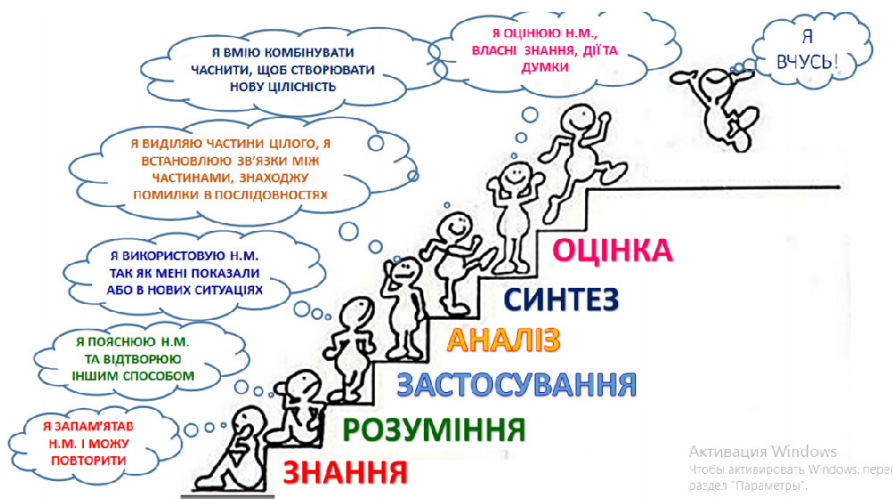 Я ОЦІНЮЮ Н.М.,
ВЛАСНІ ЗНАННЯ, ДІЇ ТА
ДУМКИ
Я
ВЧУСЬ!
Я ВМІЮ КОМБІНУВАТИ
ЧАСНИТИ, ЩОБ СТВОРЮВАТИ
НОВУ ЦІЛІСНІСТЬ
Я ВИДІЛЯЮ ЧАСТИНИ ЦІЛОГО, Я
ВСТАНОВЛЮЮ ЗВ'ЯЗКИ МІЖ
ЧАСТИНАМИ, ЗНАХОДЖУ
ПОМИЛКИ В ПОСЛІДОВНОСТЯХ
Я ВИКОРИСТОВУЮ Н.М.
ТАК ЯК МЕНІ ПОКАЗАЛИ
АБО В НОВИХ СИТУАЦІЯХ
Я ПОЯСНЮЮ Н.М.
ТА ВІДТВОРЮЮ
ІНШИМ СПОСОБОМ
Я ЗАПАМ'ЯТАВ
Н.М. І МОЖУ
ПОВТОРИТИ
ОЦІНКА
СИНТЕЗ
АНАЛІЗ
ЗАСТОСУВАННЯ
РОЗУМІННЯ
ЗНАННЯ
Активация Windows
Чтобы активировать Windows,
раздел "Параметры".